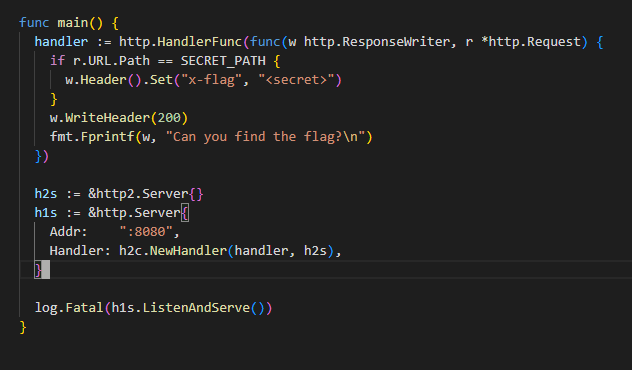 func main() {
  handler := http.HandlerFunc(func(w http.ResponseWriter, r *http.Request) {
    if r.URL.Path == SECRET_PATH {
      w.Header().Set("x-flag", "<secret>")
    }
    w.WriteHeader(200)
    fmt.Fprintf(w, "Can you find the flag?\n")
  })

  h2s := &http2.Server{}
  h1s := &http.Server{
    Addr:    ":8080",
    Handler: h2c.NewHandler(handler, h2s),
  }

  log.Fatal(h1s.ListenAndServe())
}